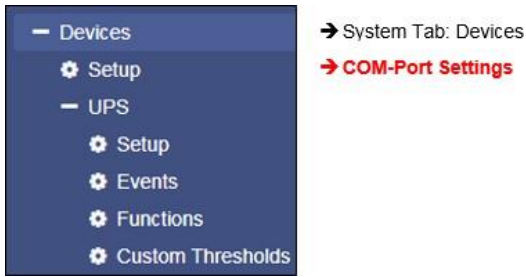 Devices
Setup
UPS
Setup
Events
Functions
Custom Thresholds
➔ System Tab: Devices
➔ COM-Port Settings